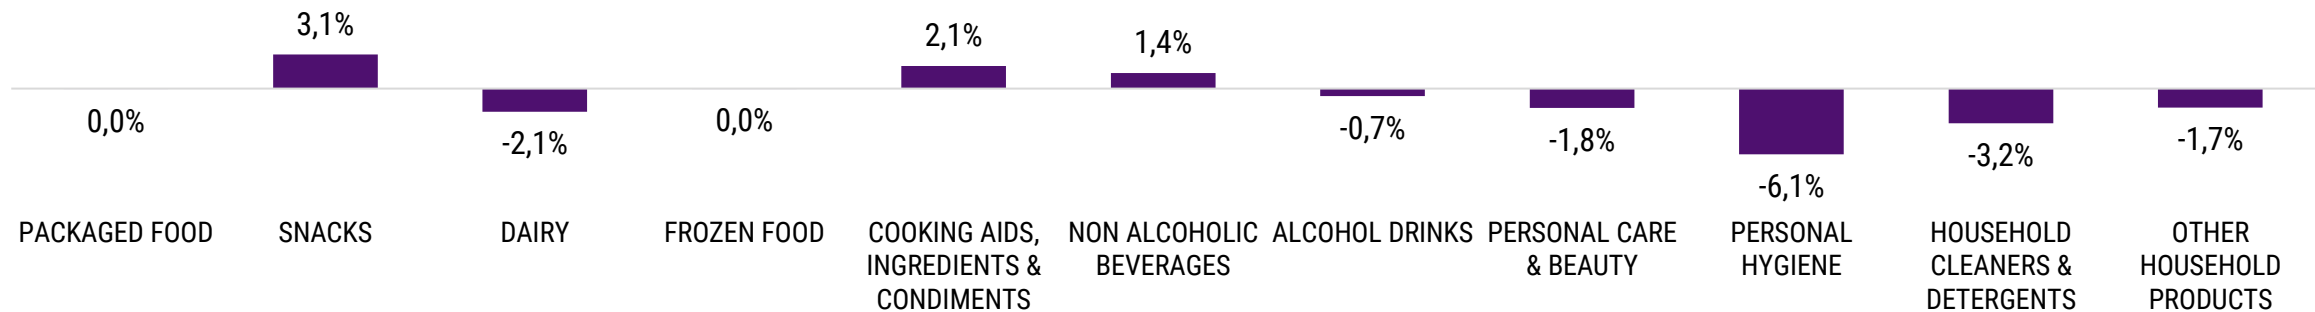 3,1%
2,1%
1,4%
0,0%
-2,1%
0,0%
-0,7%
-1,8%
-6,1%
-3,2%
-1,7%
PACKAGED FOOD
SNACKS
DAIRY
FROZEN FOOD
COOKING AIDS,
INGREDIENTS &
CONDIMENTS
NON ALCOHOLIC
BEVERAGES
ALCOHOL DRINKS
PERSONAL CARE
& BEAUTY
PERSONAL
HYGIENE
HOUSEHOLD
CLEANERS &
DETERGENTS
OTHER
HOUSEHOLD
PRODUCTS